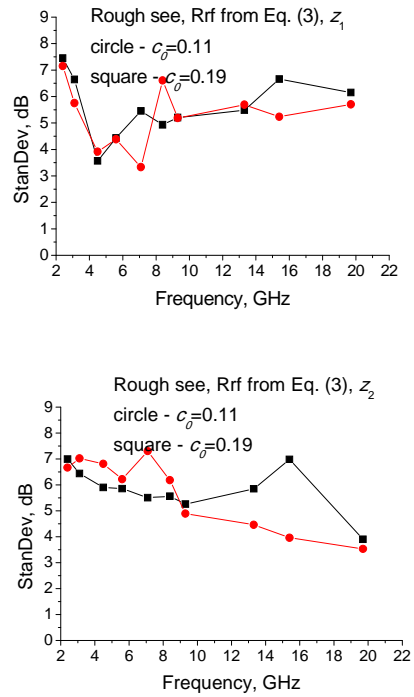 Rough see, Rrf from Eq. (3), z1
circle - c0=0.11
square - c0=0.19
9
8
7
6
5
4
3
2
1
0
StanDev, dB
2 4 6 8 10 12 14 16 18 20 22
Frequency, GHz
Rough see, Rrf from Eq. (3), z2
circle - c0=0.11
square - c0=0.19
9
8
7
6
5
4
3
2
1
0
StanDev, dB
2 4 6 8 10 12 14 16 18 20 22
Frequency, GHz